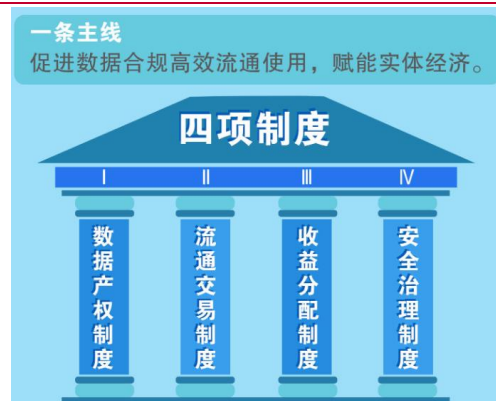 一条主线
促进数据合规高效流通使用，赋能实体经济。
四项制度
Ⅰ Ⅱ Ⅲ Ⅳ
数据产权制度
流通交易制度
收益分配制度
安全治理制度